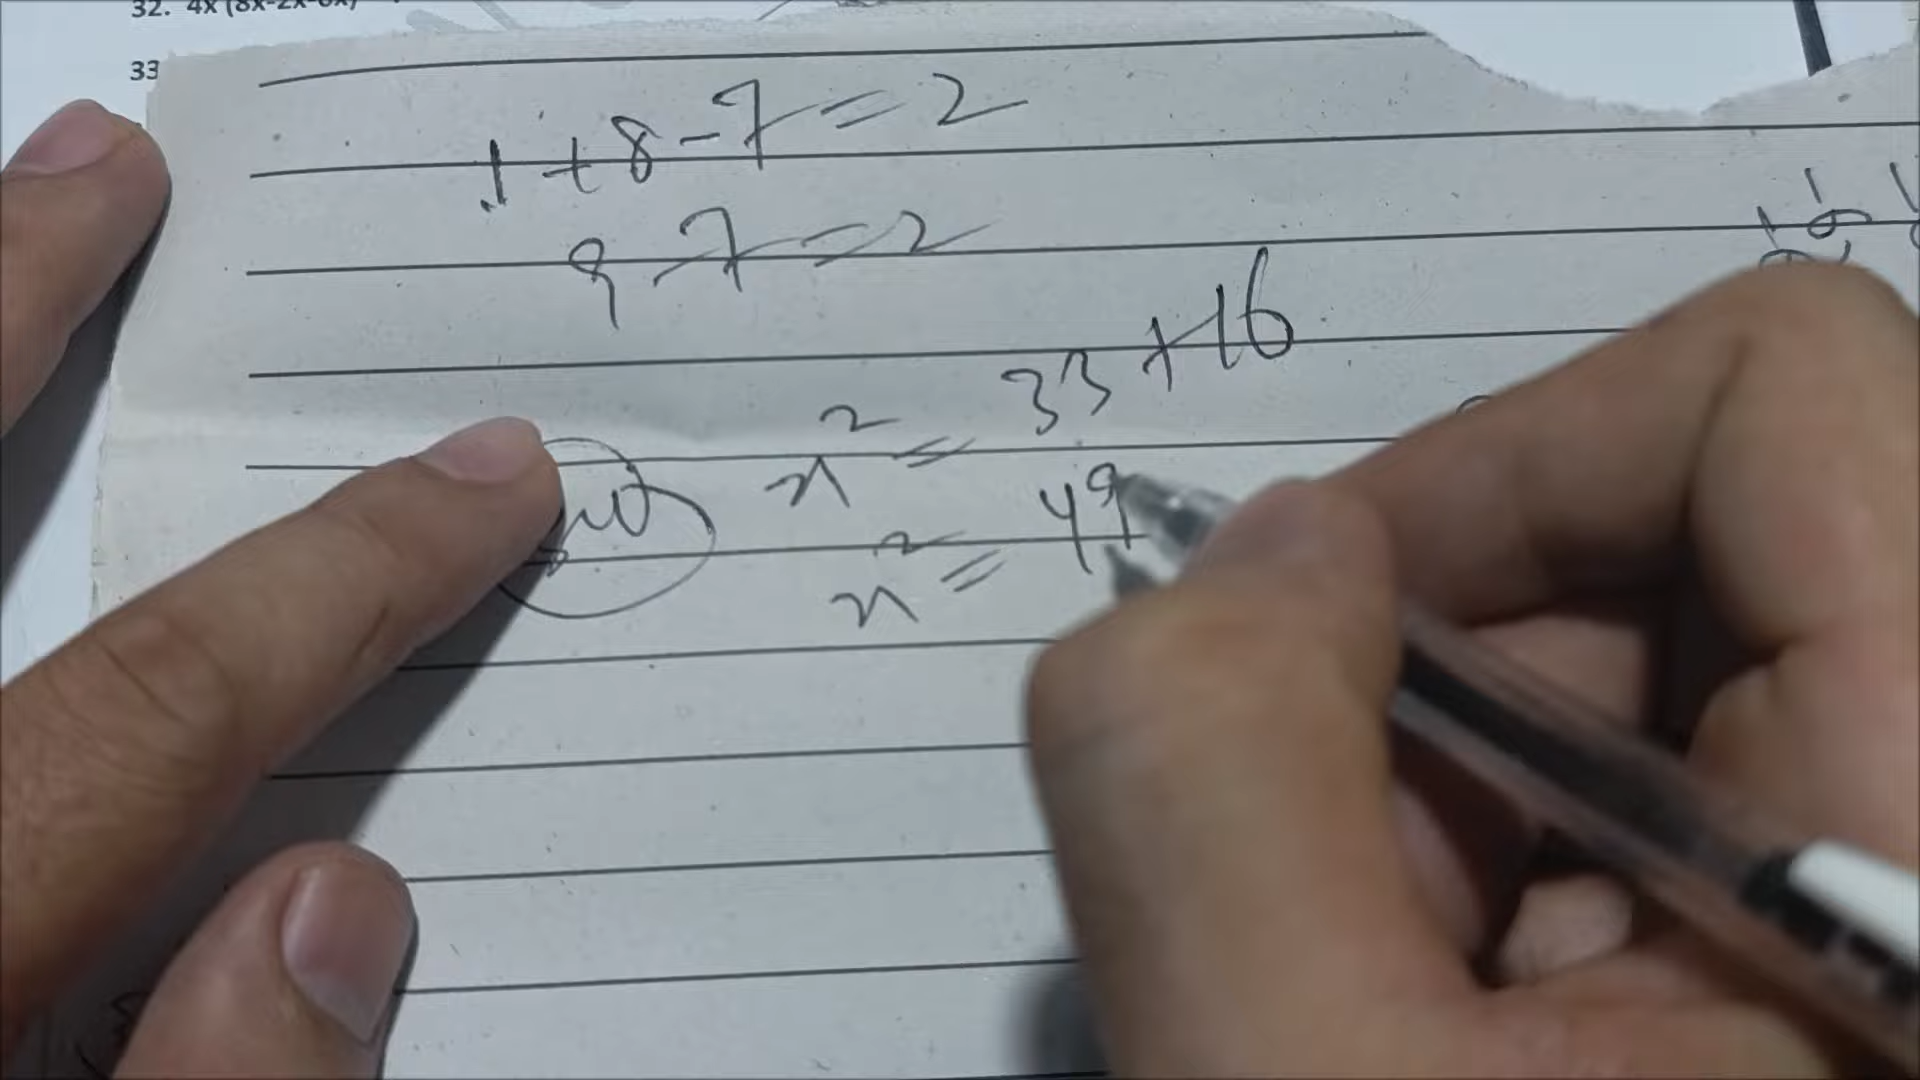 32. 4x (8x-2x-6x)
33
1 + 8 - 7 = 2
9 - 7 = 2
x² = 33 + 16
x² = 49